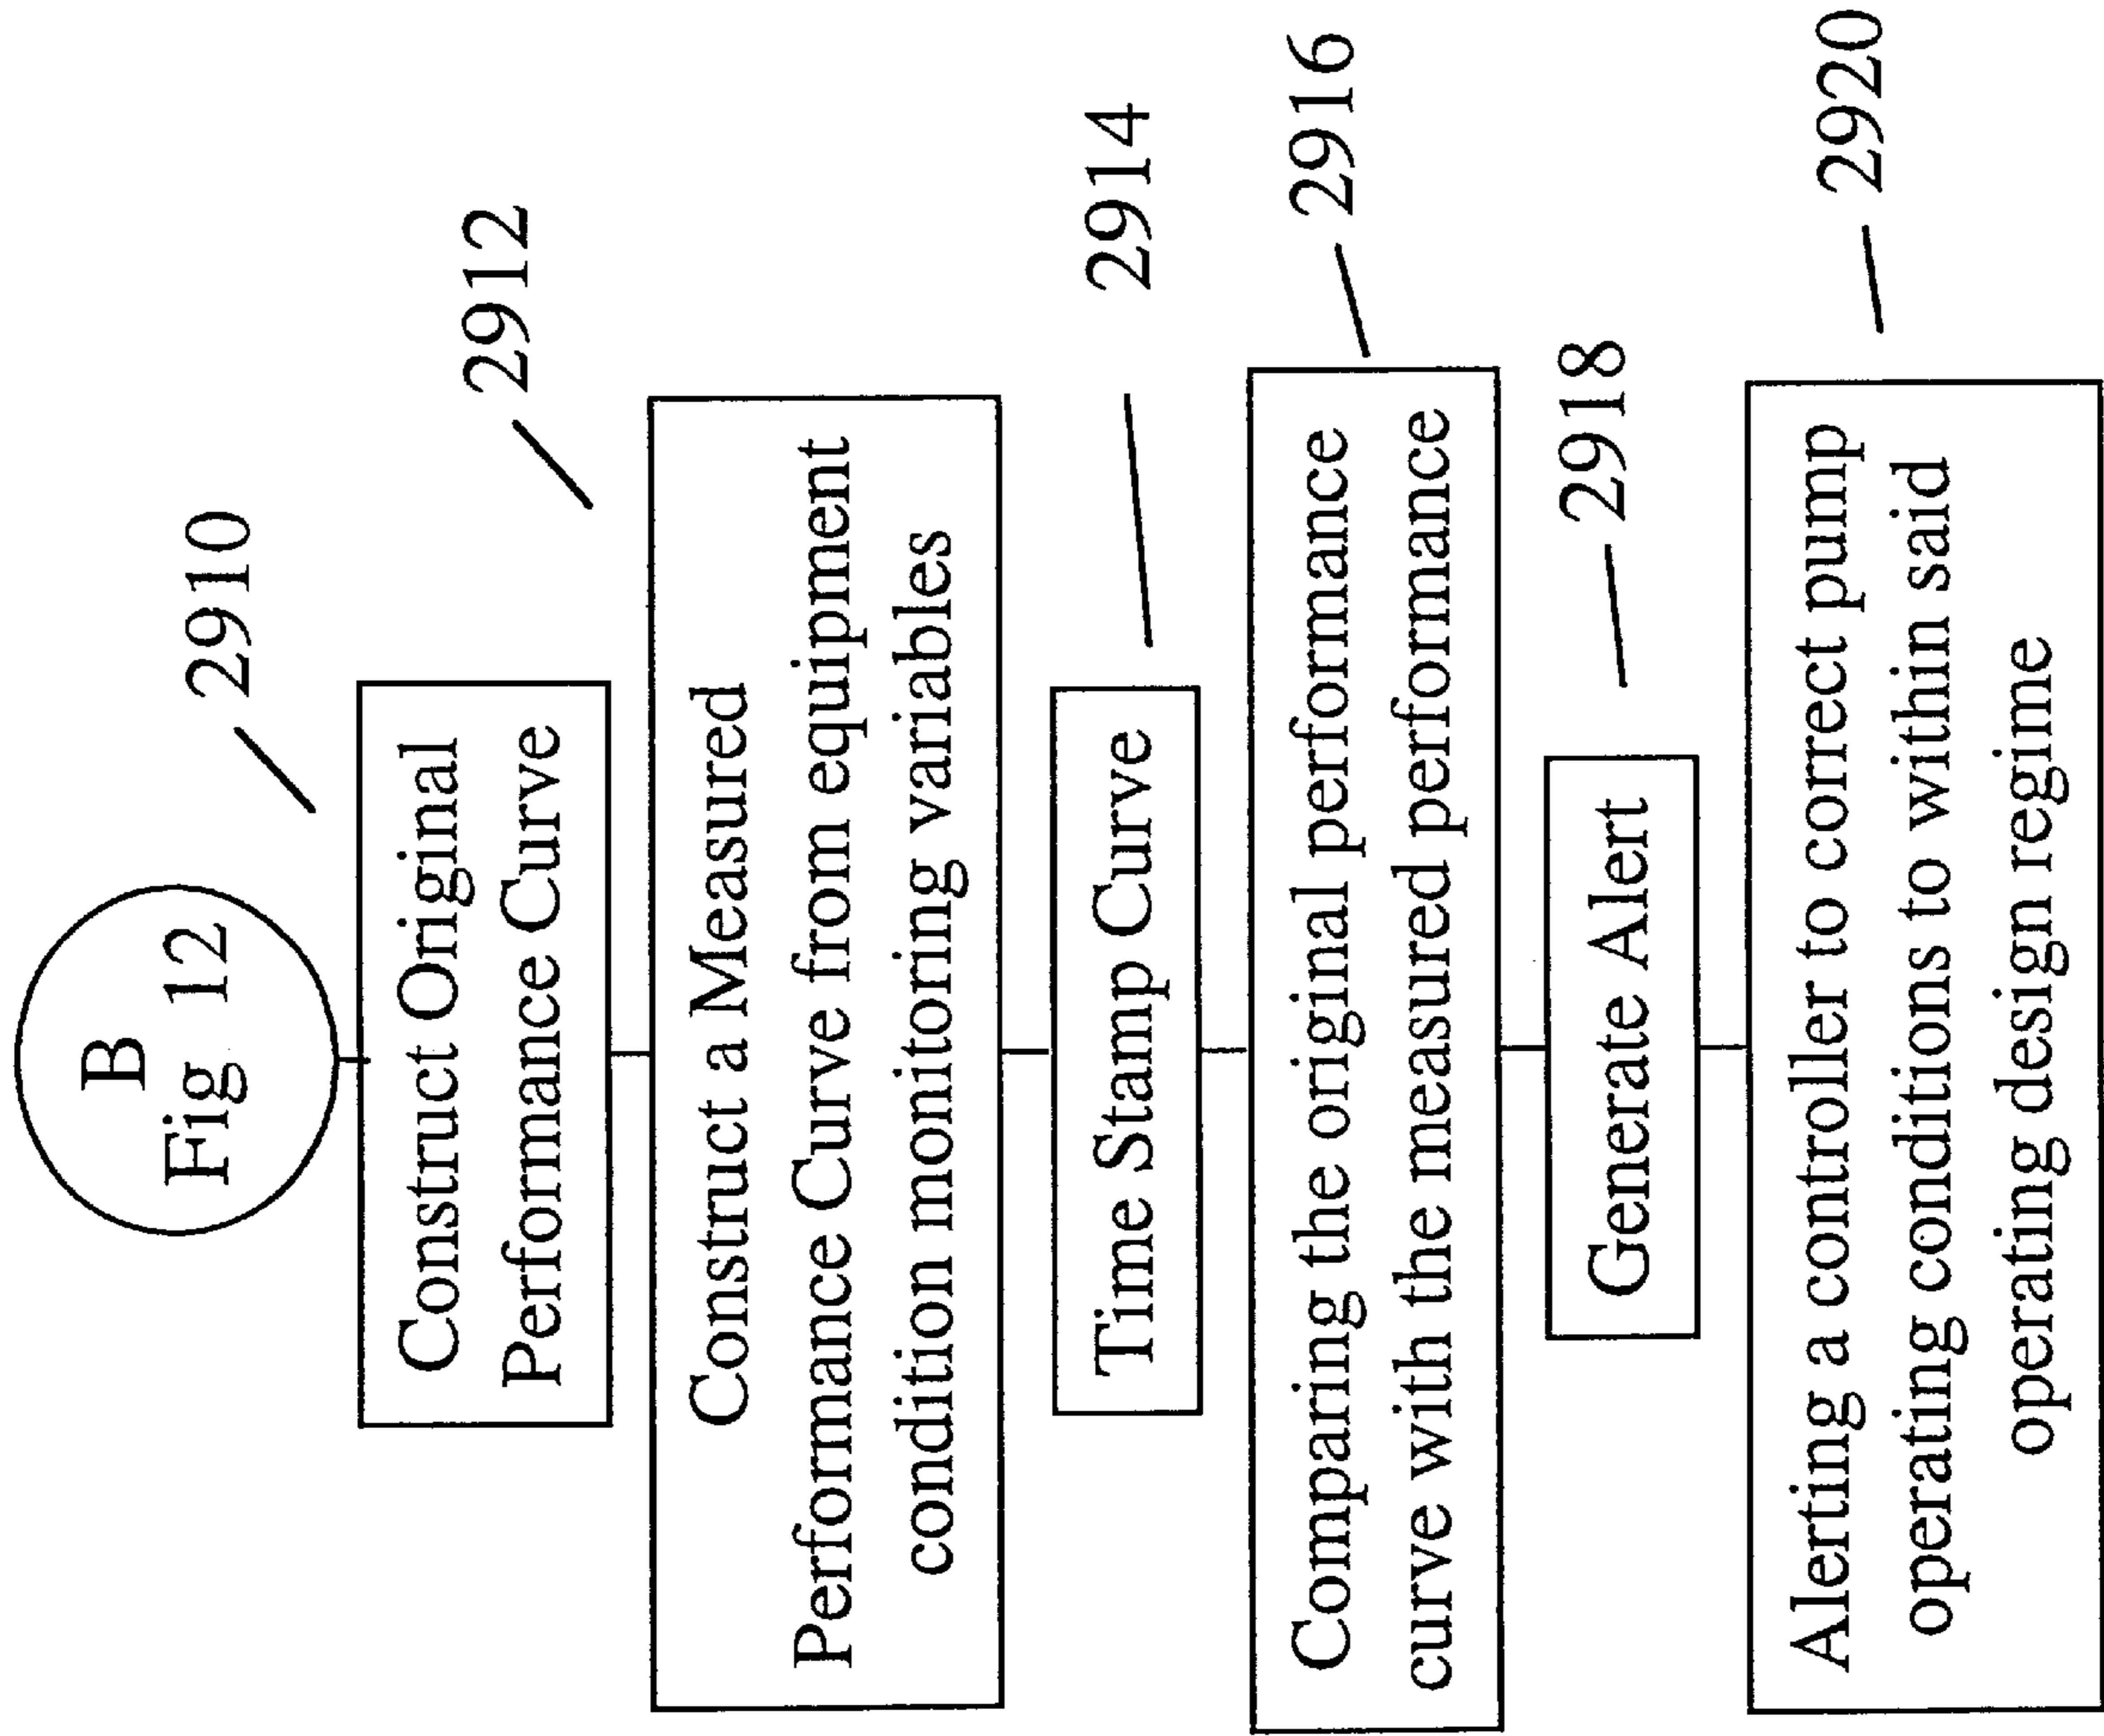 B
Fig 12
2910
Construct Original
Performance Curve
2912
Construct a Measured
Performance Curve from equipment
condition monitoring variables
2914
Time Stamp Curve
2916
Comparing the original performance
curve with the measured performance
2918
Generate Alert
2920
Alerting a controller to correct pump
operating conditions to within said
operating design regime